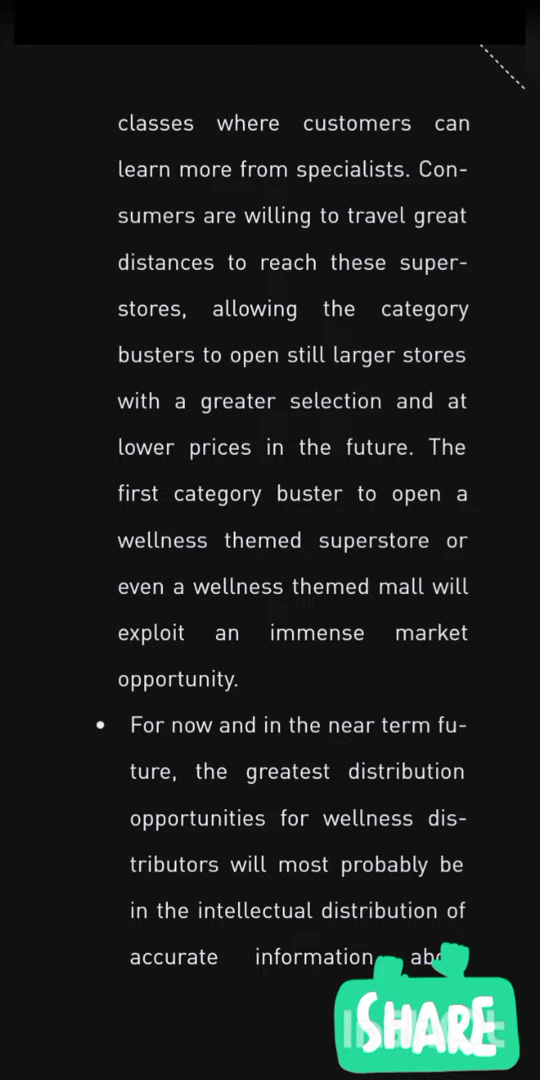 classes where customers can
learn more from specialists. Con-
sumers are willing to travel great
distances to reach these super-
stores, allowing the category
busters to open still larger stores
with a greater selection and at
lower prices in the future. The
first category buster to open a
wellness themed superstore or
even a wellness themed mall will
exploit an immense market
opportunity.
• For now and in the near term fu-
ture, the greatest distribution
opportunities for wellness dis-
tributors will most probably be
in the intellectual distribution of
accurate information
SHARE